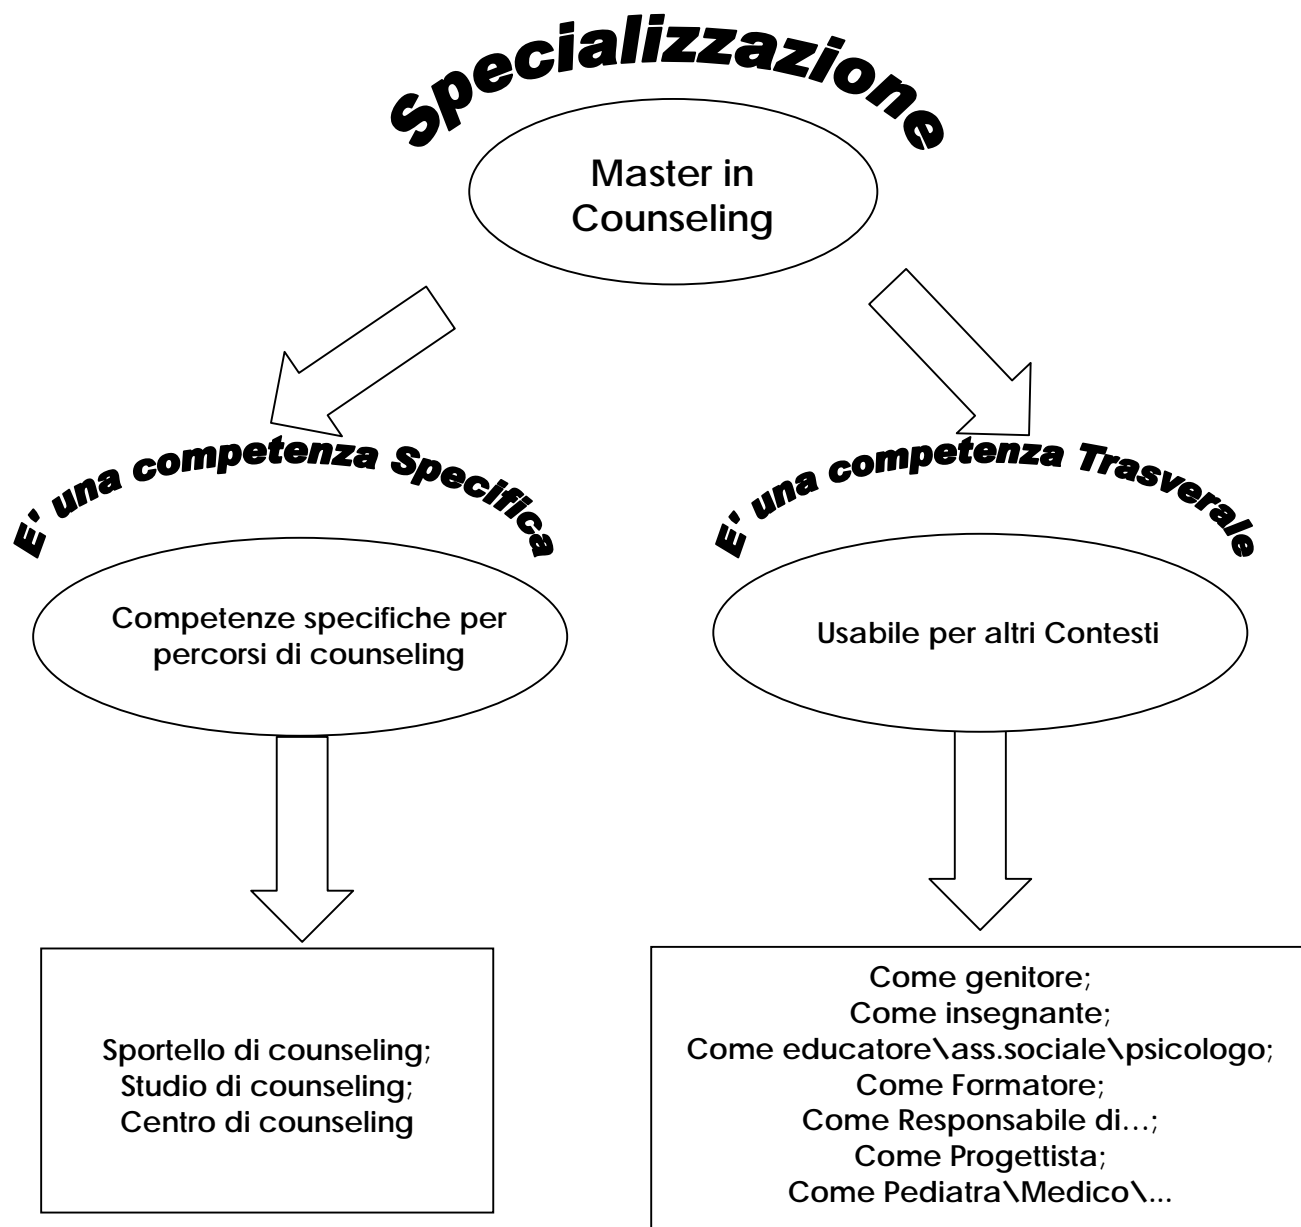 Specializzazione
Master in
Counseling
E' una competenza Specifica
Competenze specifiche per
percorsi di counseling
Sportello di counseling;
Studio di counseling;
Centro di counseling
E' una competenza Trasverale
Usabile per altri Contesti
Come genitore;
Come insegnante;
Come educatore\ass.sociale\psicologo;
Come Formatore;
Come Responsabile di…;
Come Progettista;
Come Pediatra\Medico\...